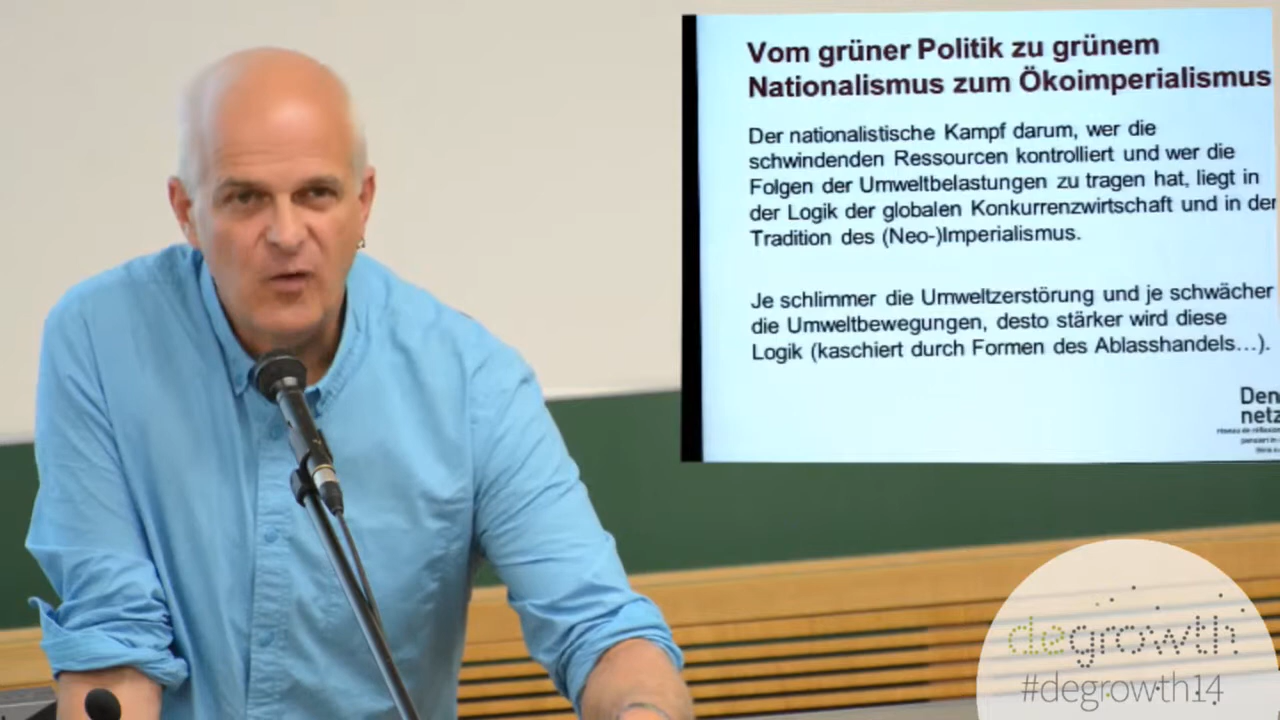 Vom grüner Politik zu grünem
Nationalismus zum Ökoimperialismus
Der nationalistische Kampf darum, wer die
schwindenden Ressourcen kontrolliert und wer die
Folgen der Umweltbelastungen zu tragen hat, liegt in
der Logik der globalen Konkurrenzwirtschaft und in der
Tradition des (Neo-)Imperialismus.
Je schlimmer die Umweltzerstörung und je schwächer
die Umweltbewegungen, desto stärker wird diese
Logik (kaschiert durch Formen des Ablasshandels…).
Den
netz
degrowth
#degrowth14